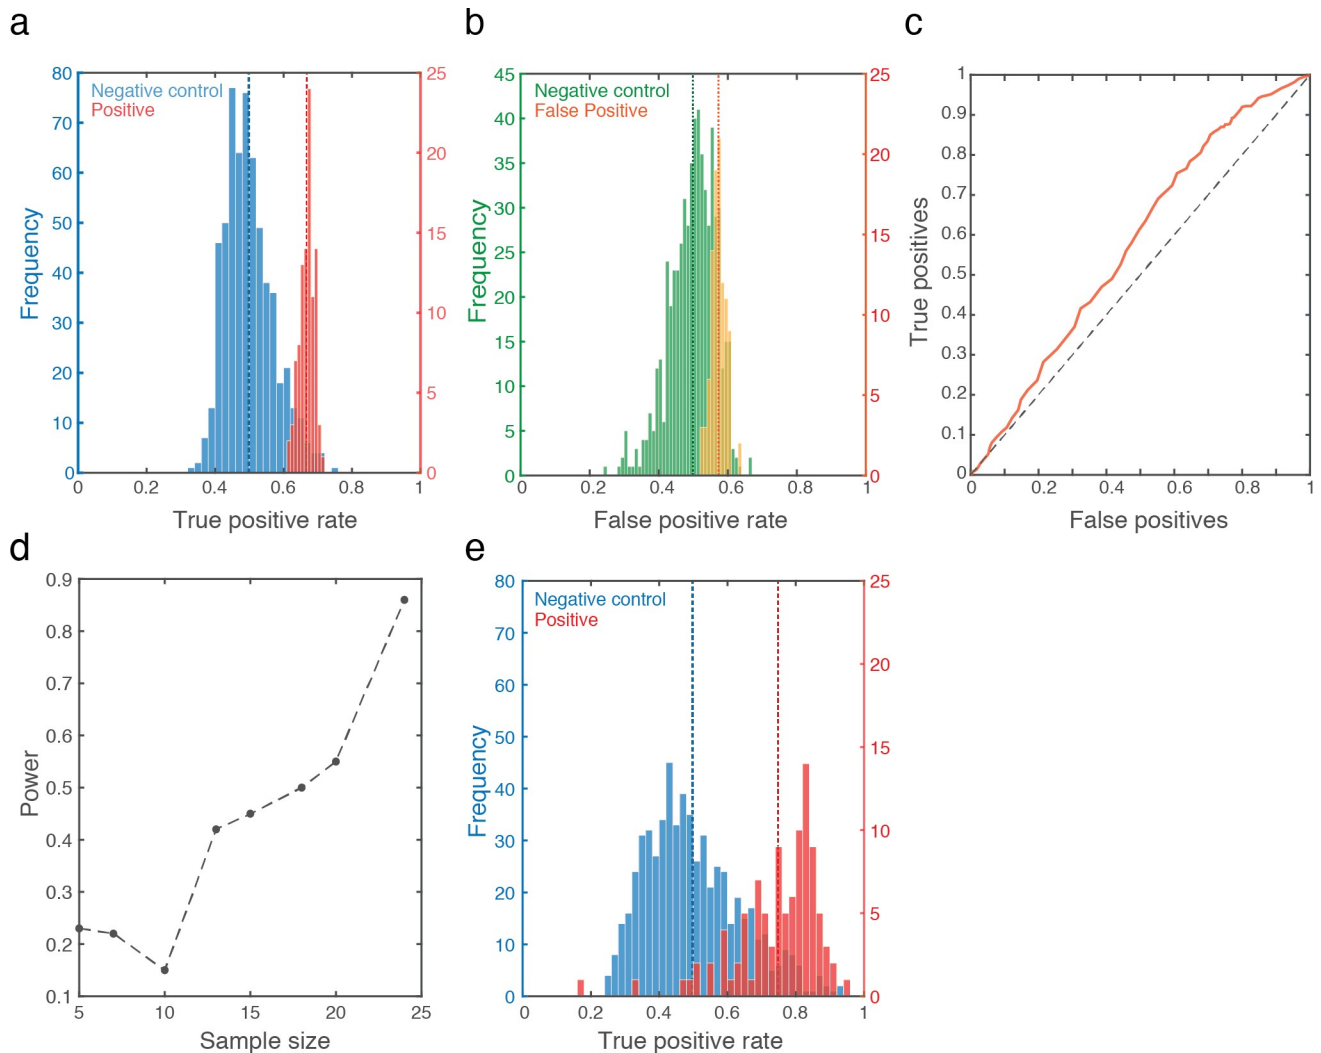 a
b
c
80
70
60
50
40
30
20
10
0
Frequency
Negative control
Positive
25
20
15
10
5
0
0 0.2 0.4 0.6 0.8 1
True positive rate
45
40
35
30
25
20
15
10
5
0
Frequency
Negative control
False Positive
25
20
15
10
5
0
0 0.2 0.4 0.6 0.8 1
False positive rate
1
0.9
0.8
0.7
0.6
0.5
0.4
0.3
0.2
0.1
0
True positives
0 0.2 0.4 0.6 0.8 1
False positives
d
e
0.9
0.8
0.7
0.6
0.5
0.4
0.3
0.2
0.1
Power
5 10 15 20 25
Sample size
80
70
60
50
40
30
20
10
0
Frequency
Negative control
Positive
25
20
15
10
5
0
0 0.2 0.4 0.6 0.8 1
True positive rate